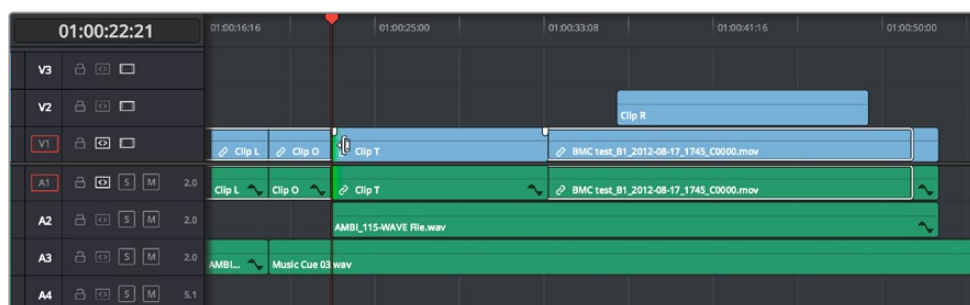 01:00:22:21 01:00:16:16 01:00:25:00 01:00:33:08 01:00:41:16 01:00:50:00
V3
V2 Clip R
V1 Clip L Clip O Clip T BMC test_B1_2012-08-17_1745_C0000.mov
A1 S M 2.0 Clip L Clip O Clip T BMC test_B1_2012-08-17_1745_C0000.mov
A2 S M 2.0 AMBI_115-WAVE File.wav
A3 S M 2.0 AMBI... Music Cue 03.wav
A4 S M 5.1